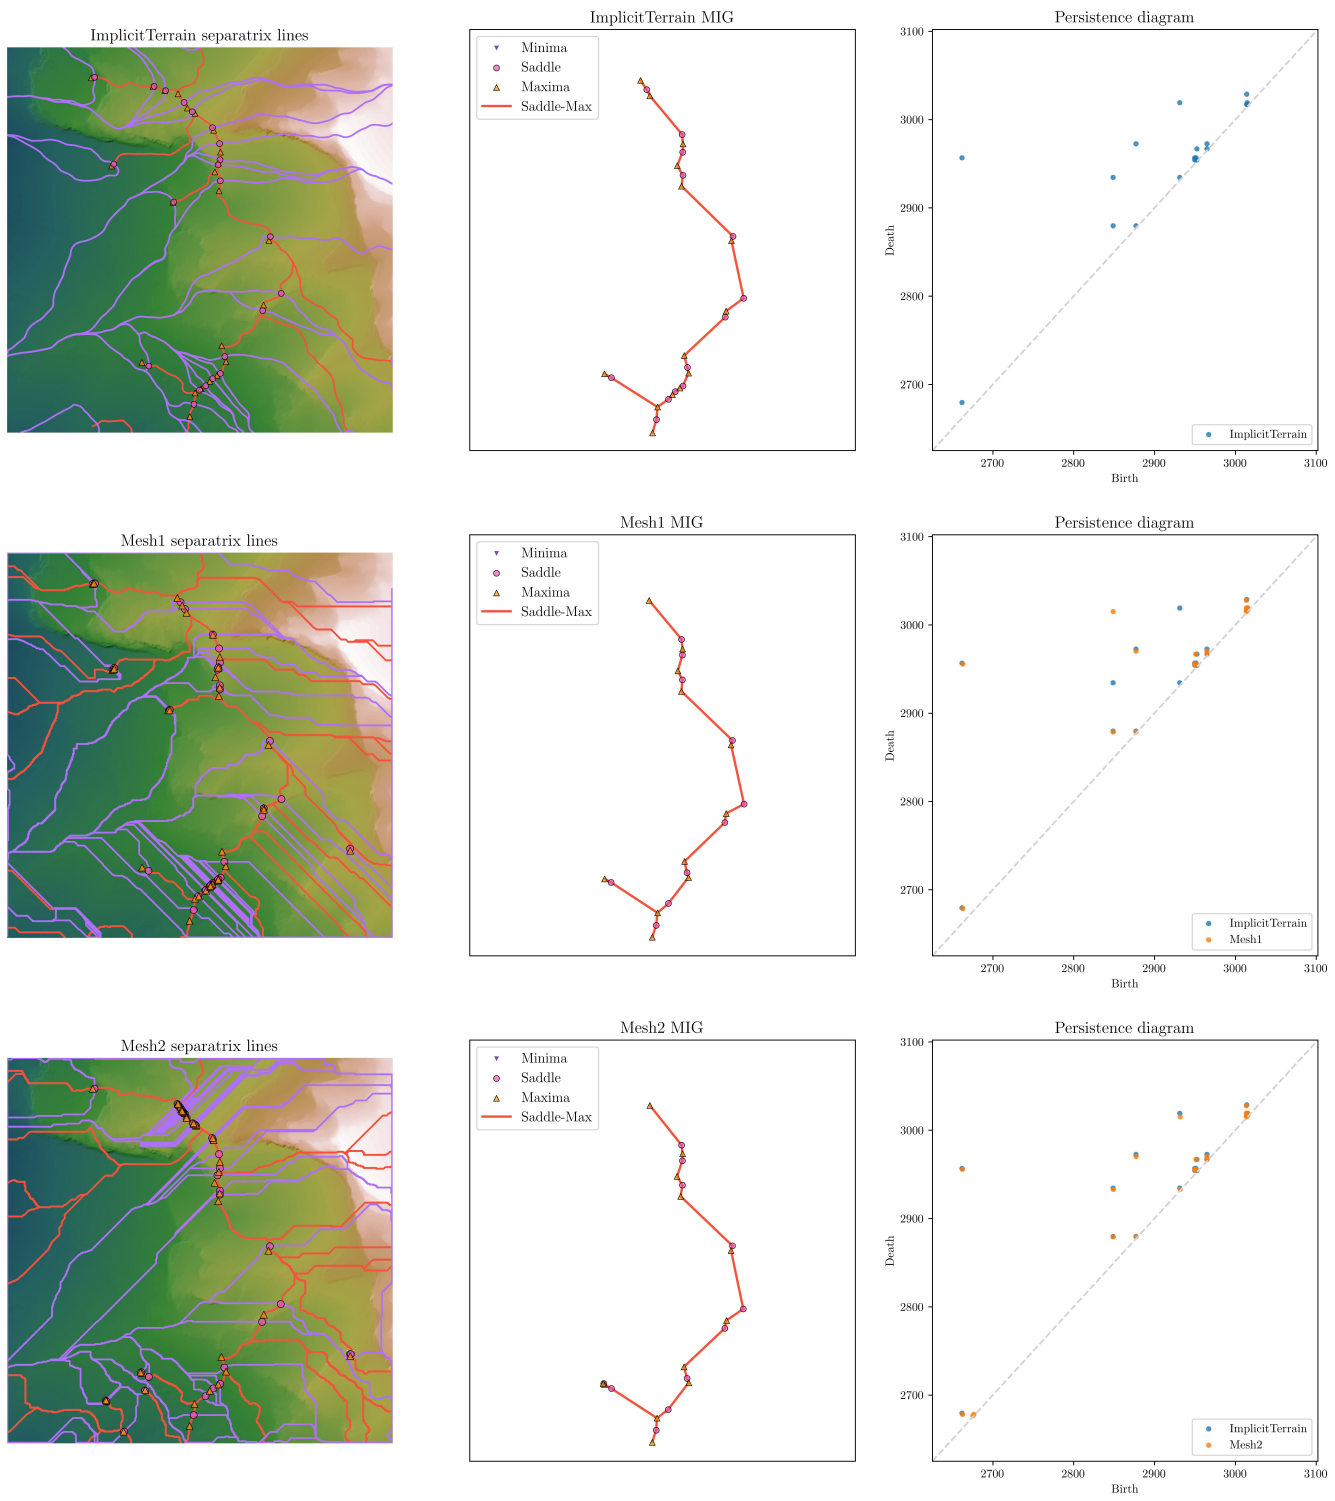 ImplicitTerrain separatrix lines
ImplicitTerrain MIG
Minima
Saddle
Maxima
Saddle-Max
Persistence diagram
3100
3000
2900
2800
2700
Death
2700
2800
2900
3000
3100
Birth
ImplicitTerrain
Mesh1 separatrix lines
Mesh1 MIG
Minima
Saddle
Maxima
Saddle-Max
Persistence diagram
3100
3000
2900
2800
2700
Death
2700
2800
2900
3000
3100
Birth
ImplicitTerrain
Mesh1
Mesh2 separatrix lines
Mesh2 MIG
Minima
Saddle
Maxima
Saddle-Max
Persistence diagram
3100
3000
2900
2800
2700
Death
2700
2800
2900
3000
3100
Birth
ImplicitTerrain
Mesh2